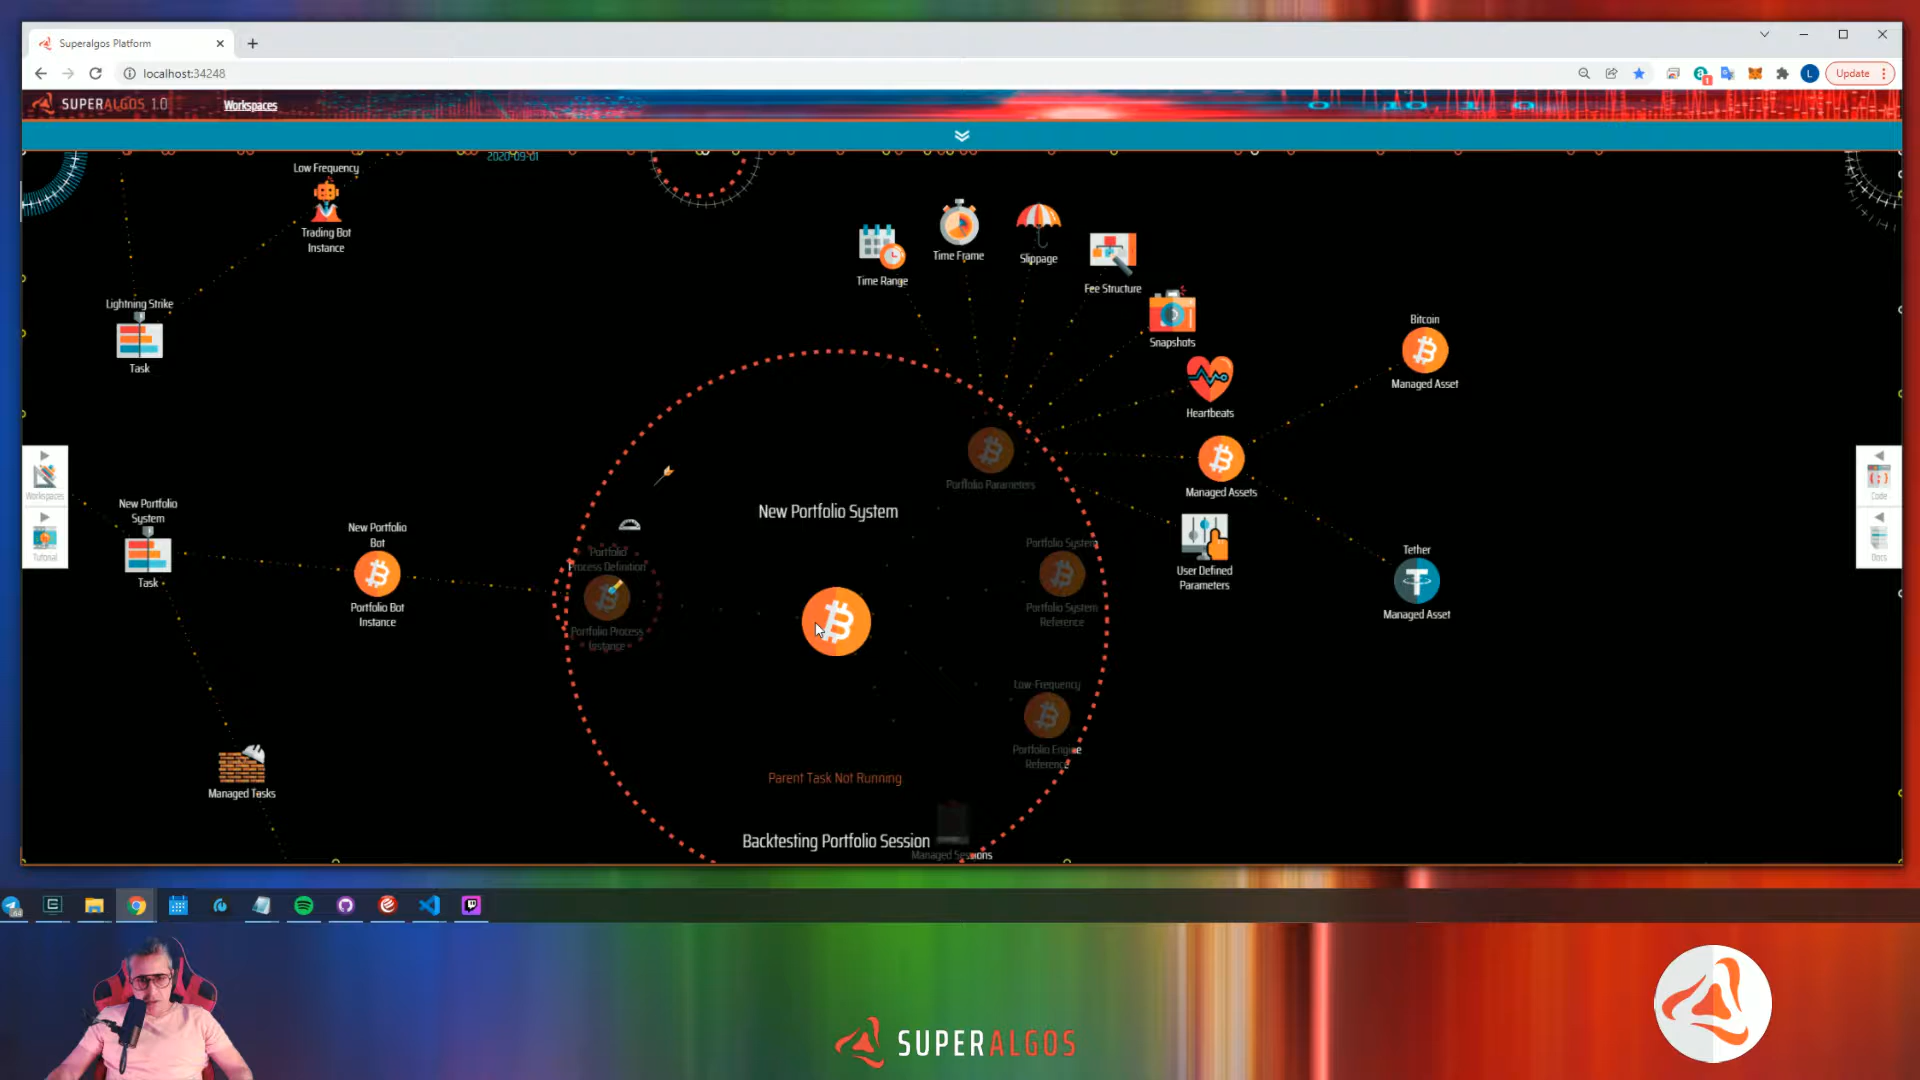 Superalgos Platform
localhost:34248
Update
SUPERALGOS 1.0
Workspaces
2020-09-01
Low Frequency
Trading Bot
Instance
Time Range
Time Frame
Slippage
Fee Structure
Snapshots
Lightning Strike
Task
Bitcoin
Managed Asset
Heartbeats
Portfolio Parameters
Managed Assets
Workspaces
Tutorial
Code
Docs
New Portfolio
System
Task
New Portfolio
Bot
Portfolio Bot
Instance
New Portfolio System
Portfolio
Process Definition
Portfolio Process
Instance
Portfolio System
Portfolio System
Reference
User Defined
Parameters
Tether
Managed Asset
Low-Frequency
Portfolio Engine
Reference
Managed Tasks
Parent Task Not Running
Backtesting Portfolio Session
Managed Sessions
SUPERALGOS